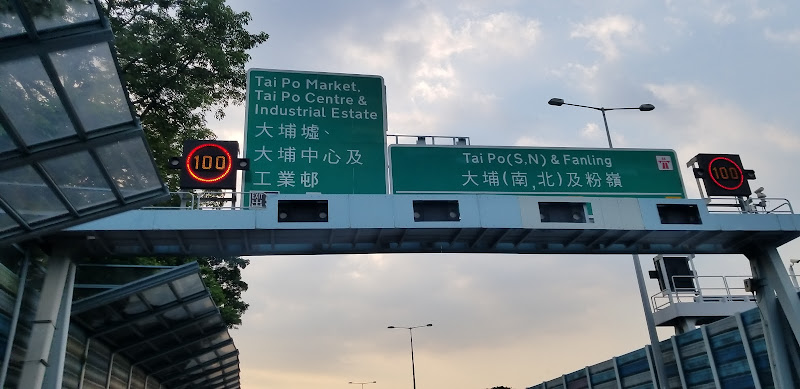 100
Tai Po Market,
Tai Po Centre &
Industrial Estate
大埔墟、
大埔中心及
工業邨
Tai Po(S,N) & Fanling
大埔(南,北)及粉嶺
100